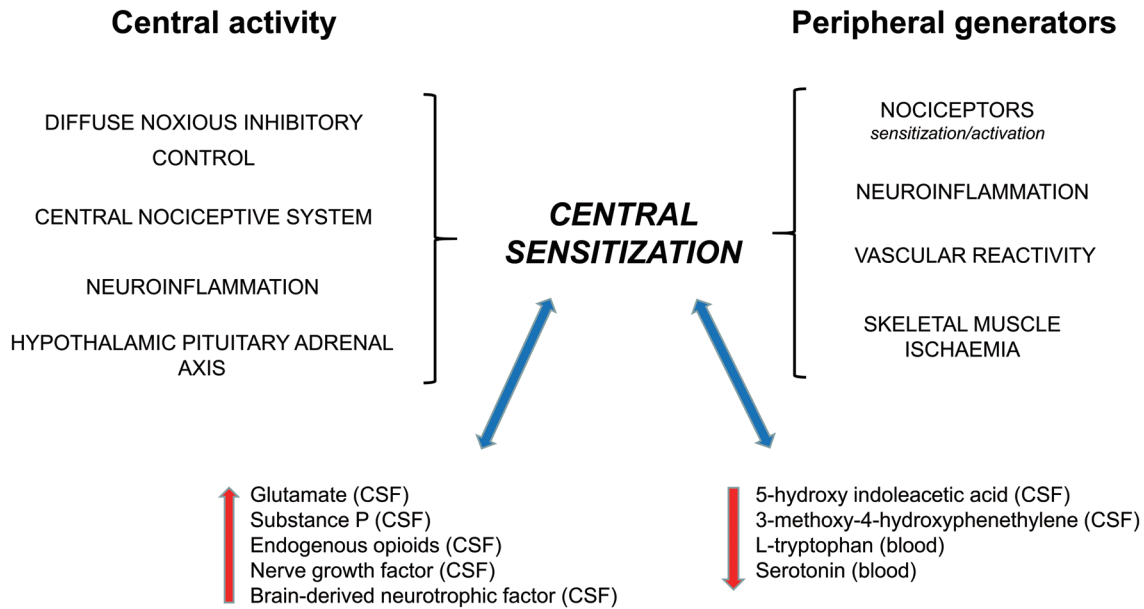 Central activity
DIFFUSE NOXIOUS INHIBITORY
CONTROL
CENTRAL NOCICEPTIVE SYSTEM
NEUROINFLAMMATION
HYPOTHALAMIC PITUITARY ADRENAL
AXIS
CENTRAL
SENSITIZATION
Peripheral generators
NOCICEPTORS
sensitization/activation
NEUROINFLAMMATION
VASCULAR REACTIVITY
SKELETAL MUSCLE
ISCHAEMIA
Glutamate (CSF)
Substance P (CSF)
Endogenous opioids (CSF)
Nerve growth factor (CSF)
Brain-derived neurotrophic factor (CSF)
5-hydroxy indoleacetic acid (CSF)
3-methoxy-4-hydroxyphenethylene (CSF)
L-tryptophan (blood)
Serotonin (blood)